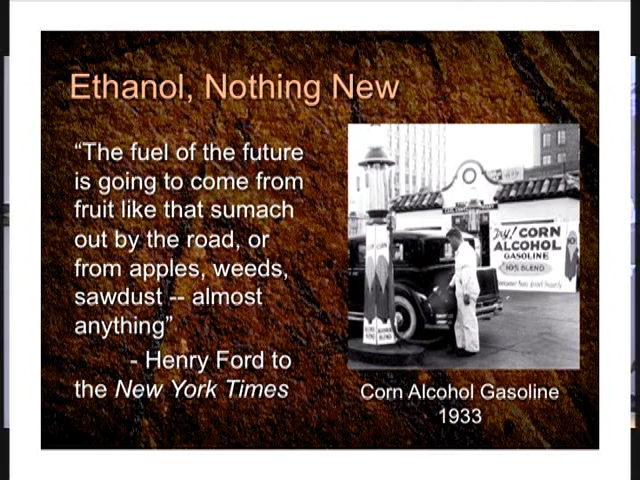 Ethanol, Nothing New
“The fuel of the future
is going to come from
fruit like that sumach
out by the road, or
from apples, weeds,
sawdust -- almost
anything”
- Henry Ford to
the New York Times
Try! CORN
ALCOHOL
GASOLINE
10% BLEND
Corn Alcohol Gasoline
1933